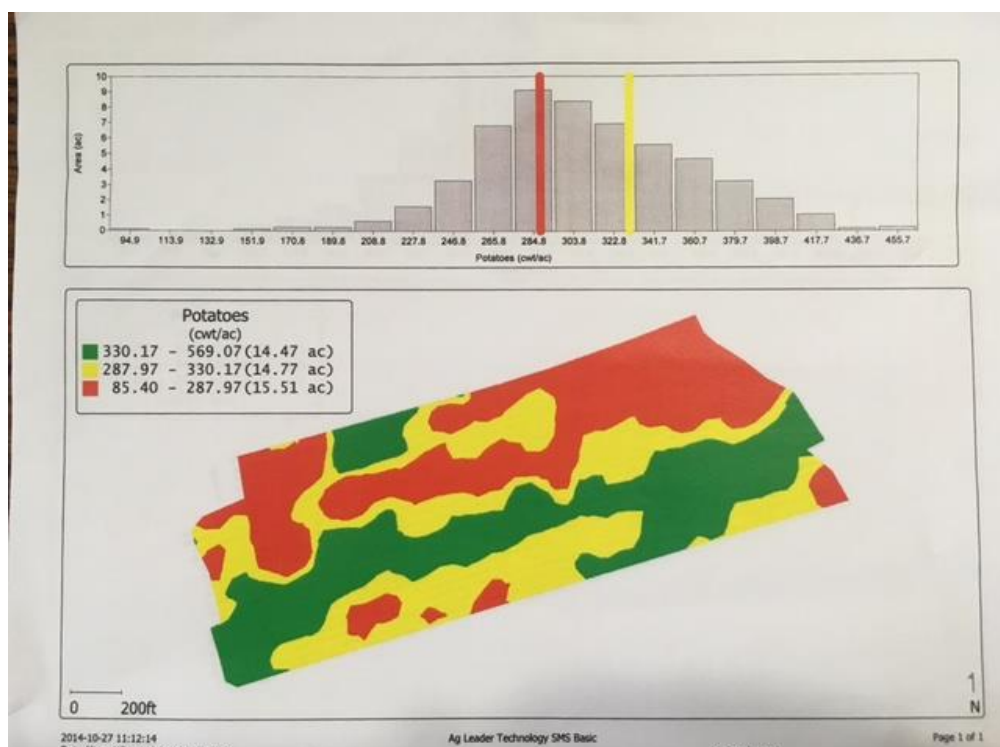 10
9
8
7
6
5
4
3
2
1
0
Area (ac)
94.9 113.9 132.9 151.9 170.8 189.8 208.8 227.8 246.8 265.8 284.8 303.8 322.8 341.7 360.7 379.7 398.7 417.7 436.7 455.7
Potatoes (cwt/ac)
Potatoes
(cwt/ac)
330.17 - 569.07(14.47 ac)
287.97 - 330.17(14.77 ac)
85.40 - 287.97(15.51 ac)
0 200ft
N
2014-10-27 11:12:14 Ag Leader Technology SMS Basic Page 1 of 1